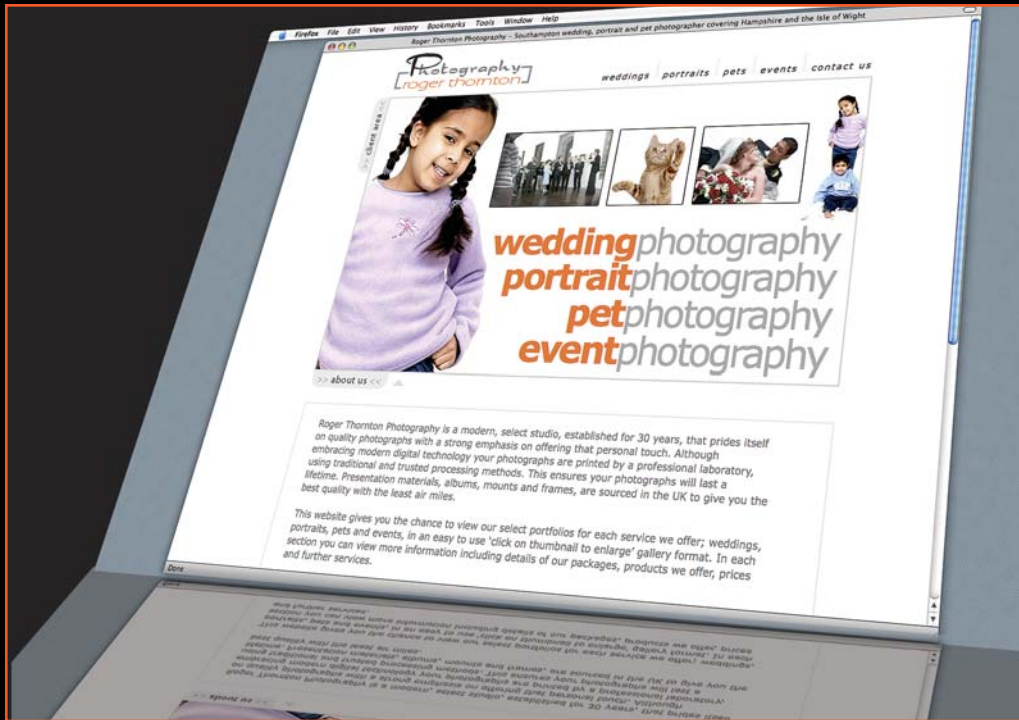 Firefox File Edit View History Bookmarks Tools Window Help
Roger Thornton Photography – Southampton wedding, portrait and pet photographer covering Hampshire and the Isle of Wight
Photography
roger thornton
weddings portraits pets events contact us
>> client area <<
weddingphotography
portraitphotography
petphotography
eventphotography
>> about us <<
Roger Thornton Photography is a modern, select studio, established for 30 years, that prides itself
on quality photographs with a strong emphasis on offering that personal touch. Although
embracing modern digital technology your photographs are printed by a professional laboratory,
using traditional and trusted processing methods. This ensures your photographs will last a
lifetime. Presentation materials, albums, mounts and frames, are sourced in the UK to give you the
best quality with the least air miles.
This website gives you the chance to view our select portfolios for each service we offer; weddings,
portraits, pets and events, in an easy to use 'click on thumbnail to enlarge' gallery format. In each
section you can view more information including details of our packages, products we offer, prices
and further services.
Done